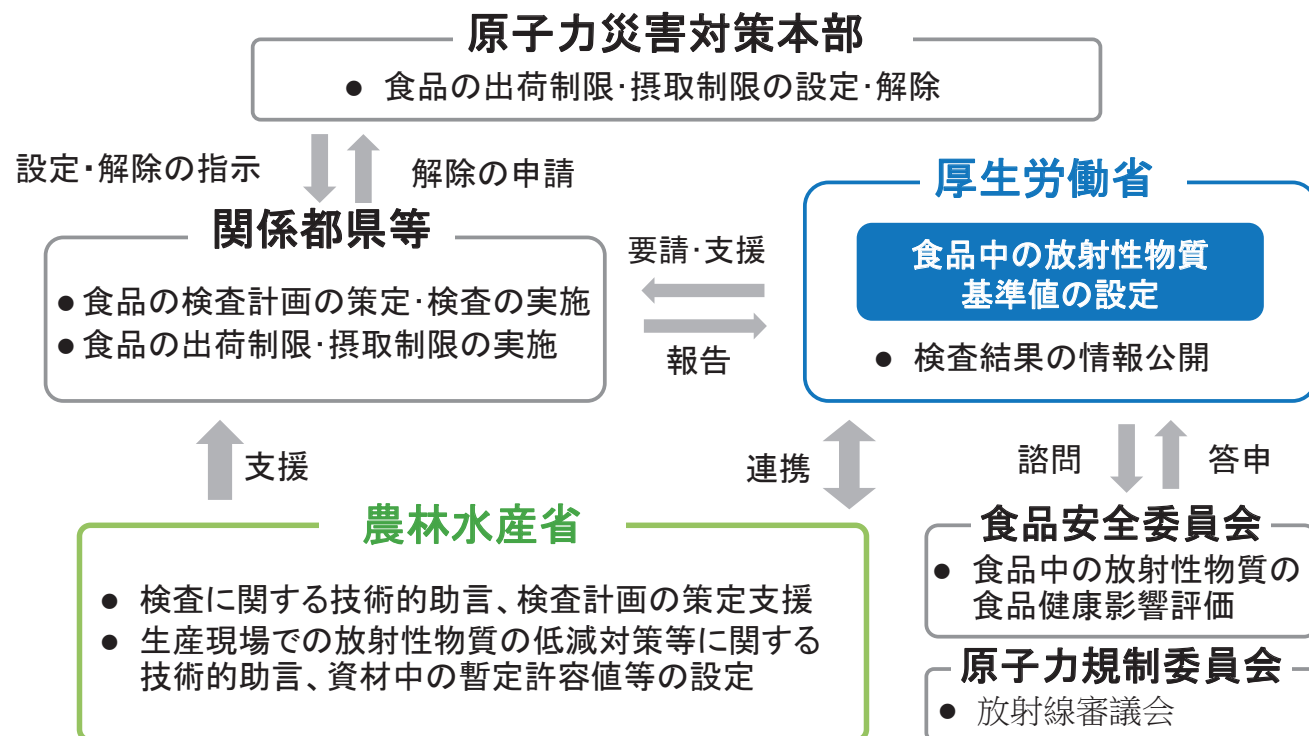 原子力災害対策本部
● 食品の出荷制限・摂取制限の設定・解除
設定・解除の指示
解除の申請
関係都県等
● 食品の検査計画の策定・検査の実施
● 食品の出荷制限・摂取制限の実施
要請・支援
報告
厚生労働省
食品中の放射性物質
基準値の設定
● 検査結果の情報公開
支援
連携
諮問
答申
農林水産省
● 検査に関する技術的助言、検査計画の策定支援
● 生産現場での放射性物質の低減対策等に関する
技術的助言、資材中の暫定許容値等の設定
食品安全委員会
● 食品中の放射性物質の
食品健康影響評価
原子力規制委員会
● 放射線審議会